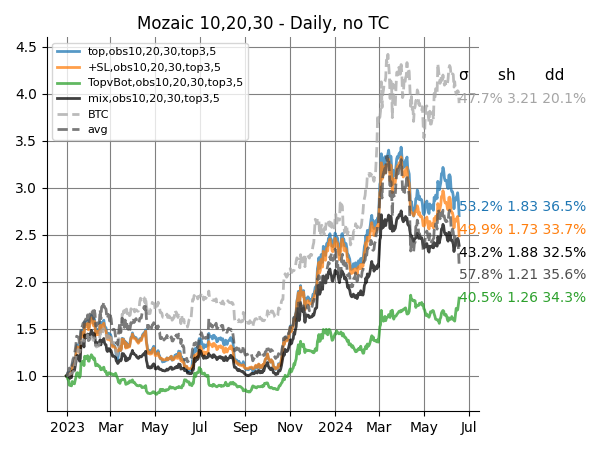 Mozaic 10,20,30 - Daily, no TC
top,obs10,20,30,top3,5
+SL,obs10,20,30,top3,5
TopvBot,obs10,20,30,top3,5
mix,obs10,20,30,top3,5
BTC
avg
σ sh dd
47.7% 3.21 20.1%
53.2% 1.83 36.5%
49.9% 1.73 33.7%
43.2% 1.88 32.5%
57.8% 1.21 35.6%
40.5% 1.26 34.3%
4.5
4.0
3.5
3.0
2.5
2.0
1.5
1.0
2023 Mar May Jul Sep Nov 2024 Mar May Jul